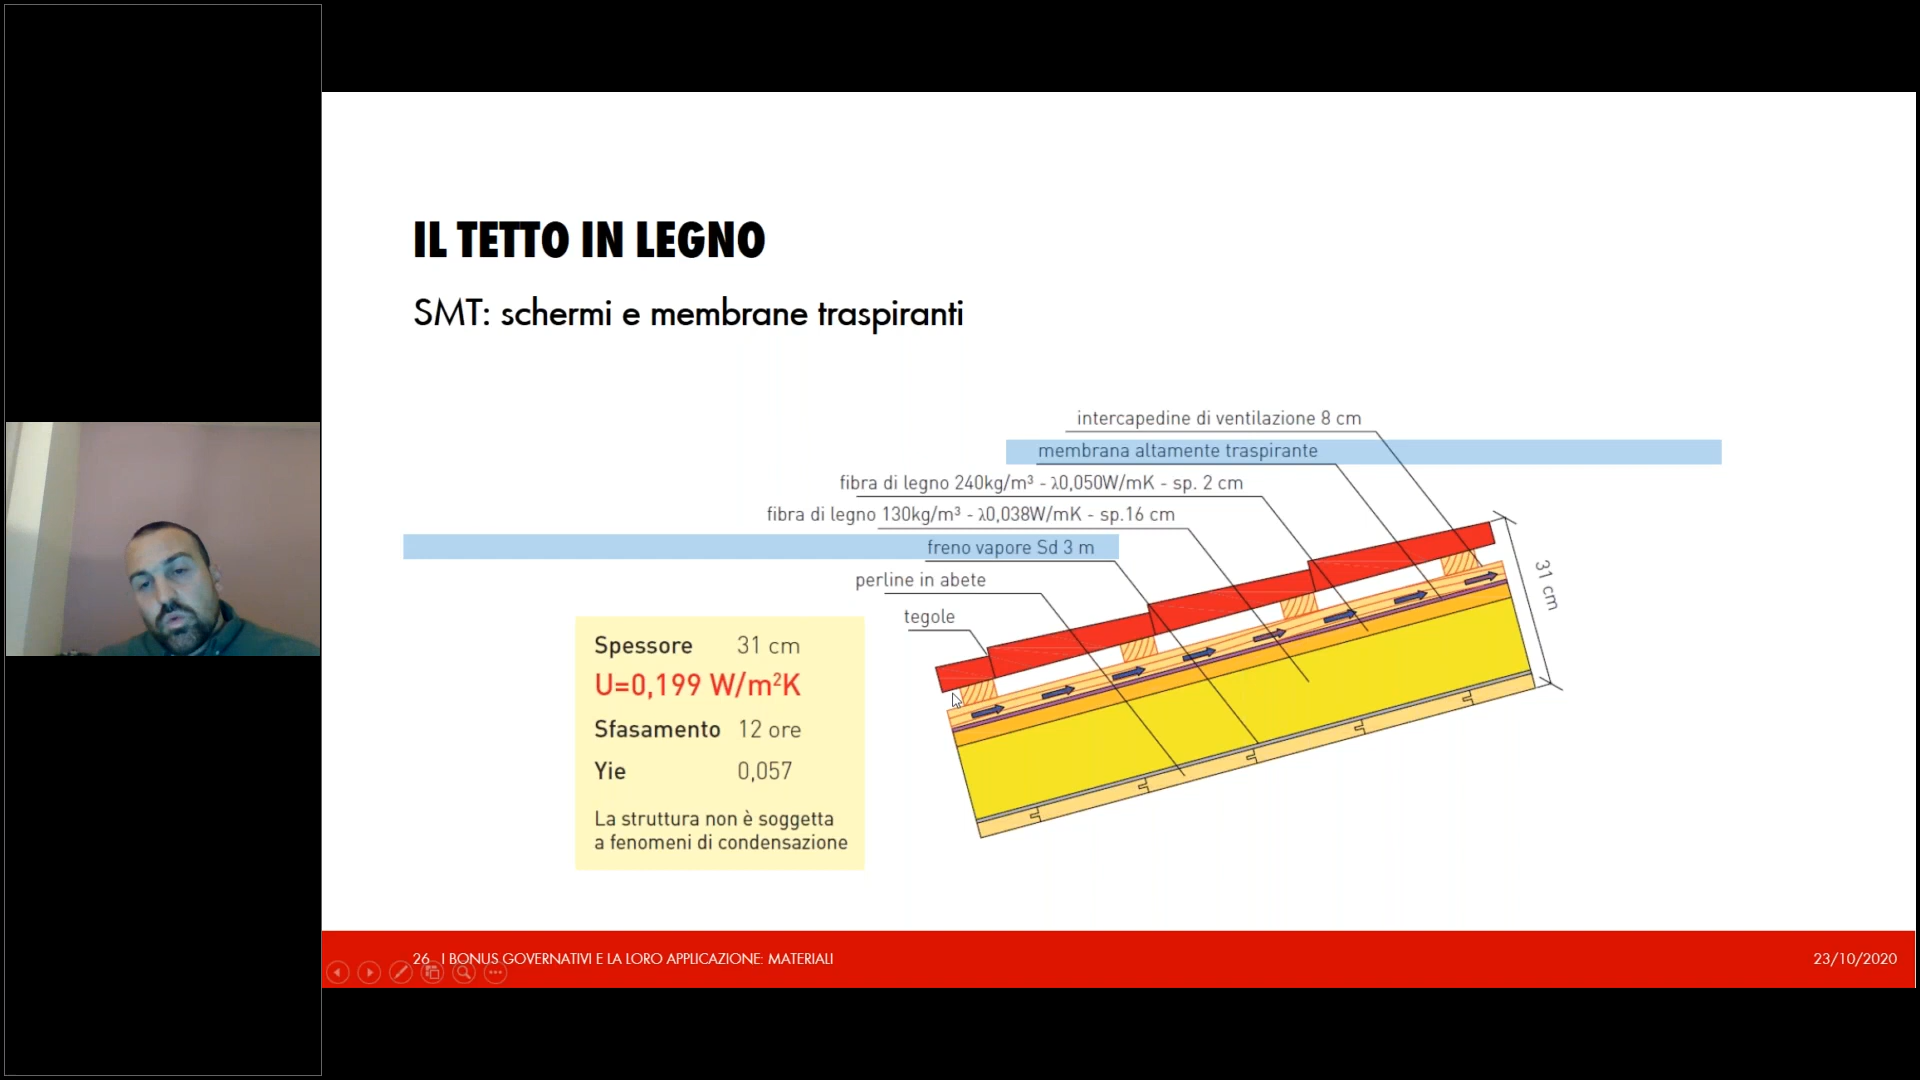 IL TETTO IN LEGNO
SMT: schermi e membrane traspiranti
intercapedine di ventilazione 8 cm
membrana altamente traspirante
fibra di legno 240kg/m³ - λ0,050W/mK - sp. 2 cm
fibra di legno 130kg/m³ - λ0,038W/mK - sp.16 cm
freno vapore Sd 3 m
perline in abete
tegole
31 cm
Spessore 31 cm
U=0,199 W/m²K
Sfasamento 12 ore
Yie 0,057
La struttura non è soggetta
a fenomeni di condensazione
26 I BONUS GOVERNATIVI E LA LORO APPLICAZIONE: MATERIALI
23/10/2020